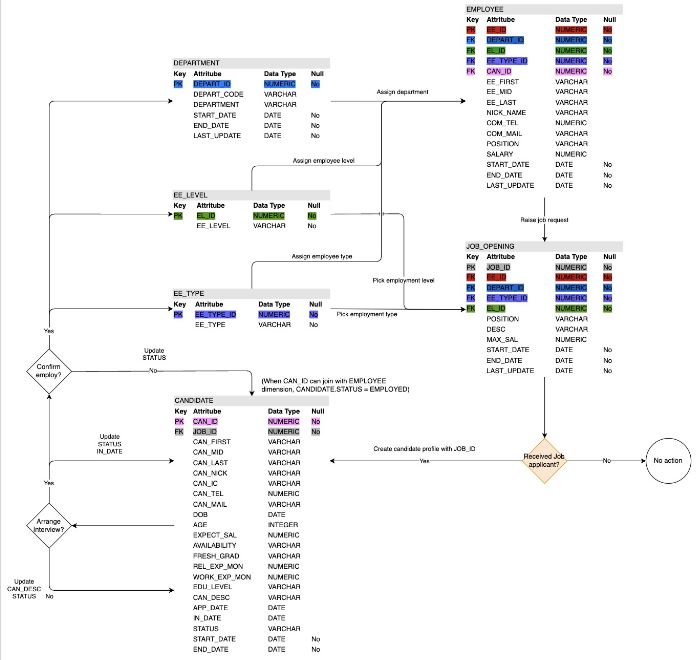 EMPLOYEE
Key Attritube Data Type Null
PK EE_ID NUMERIC No
FK DEPART_ID NUMERIC No
FK EL_ID NUMERIC No
FK EE_TYPE_ID NUMERIC No
FK CAN_ID NUMERIC No
EE_FIRST VARCHAR
EE_MID VARCHAR
EE_LAST VARCHAR
NICK_NAME VARCHAR
COM_TEL NUMERIC
COM_MAIL VARCHAR
POSITION VARCHAR
SALARY NUMERIC
START_DATE DATE No
END_DATE DATE No
LAST_UPDATE DATE No
DEPARTMENT
Key Attritube Data Type Null
PK DEPART_ID NUMERIC No
DEPART_CODE VARCHAR
DEPARTMENT VARCHAR
START_DATE DATE No
END_DATE DATE No
LAST_UPDATE DATE No
Assign department
Assign employee level
EE_LEVEL
Key Attritube Data Type Null
PK EL_ID NUMERIC No
EE_LEVEL VARCHAR No
Raise job request
Assign employee type
Pick employment level
EE_TYPE
Key Attritube Data Type Null
PK EE_TYPE_ID NUMERIC No
EE_TYPE VARCHAR No
Pick employment type
JOB_OPENING
Key Attritube Data Type Null
PK JOB_ID NUMERIC No
FK EE_ID NUMERIC No
FK DEPART_ID NUMERIC No
FK EE_TYPE_ID NUMERIC No
FK EL_ID NUMERIC No
POSITION VARCHAR
DESC VARCHAR
MAX_SAL NUMERIC
START_DATE DATE No
END_DATE DATE No
LAST_UPDATE DATE No
Yes
Confirm
employ?
Update
STATUS
No
(When CAN_ID can join with EMPLOYEE
dimension, CANDIDATE.STATUS = EMPLOYED)
CANDIDATE
Key Attritube Data Type Null
PK CAN_ID NUMERIC No
FK JOB_ID NUMERIC No
CAN_FIRST VARCHAR
CAN_MID VARCHAR
CAN_LAST VARCHAR
CAN_NICK VARCHAR
CAN_IC VARCHAR
CAN_TEL NUMERIC
CAN_MAIL VARCHAR
DOB DATE
AGE INTEGER
EXPECT_SAL NUMERIC
AVAILABILITY VARCHAR
FRESH_GRAD VARCHAR
REL_EXP_MON NUMERIC
WORK_EXP_MON NUMERIC
EDU_LEVEL VARCHAR
CAN_DESC VARCHAR
APP_DATE DATE
IN_DATE DATE
STATUS VARCHAR
START_DATE DATE No
END_DATE DATE No
Update
STATUS
IN_DATE
Yes
Arrange
Interview?
Update
CAN_DESC
STATUS
No
Create candidate profile with JOB_ID
Yes
Received Job
applicant?
No
No action